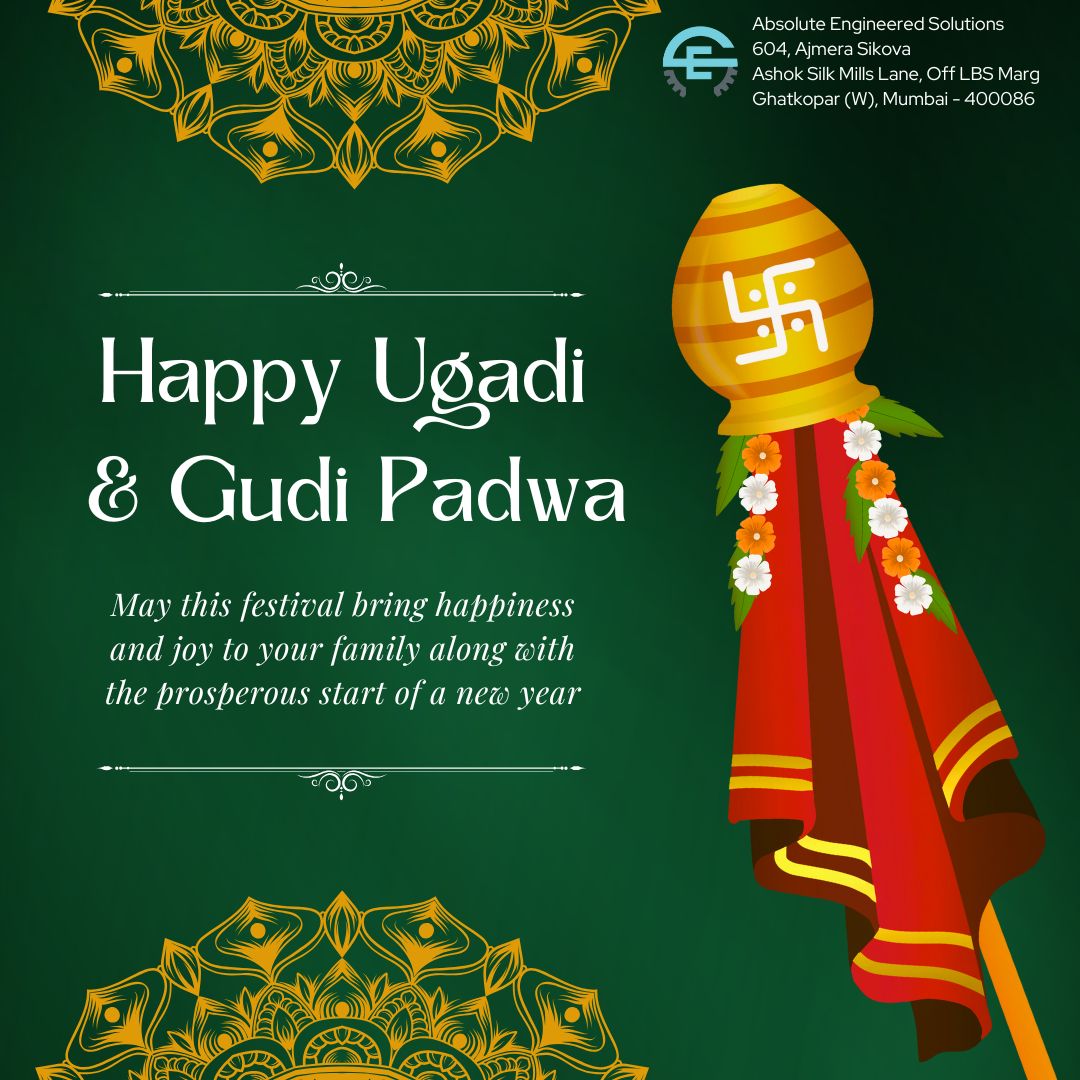 Absolute Engineered Solutions
604, Ajmera Sikova
Ashok Silk Mills Lane, Off LBS Marg
Ghatkopar (W), Mumbai - 400086
Happy Ugadi
& Gudi Padwa
May this festival bring happiness
and joy to your family along with
the prosperous start of a new year